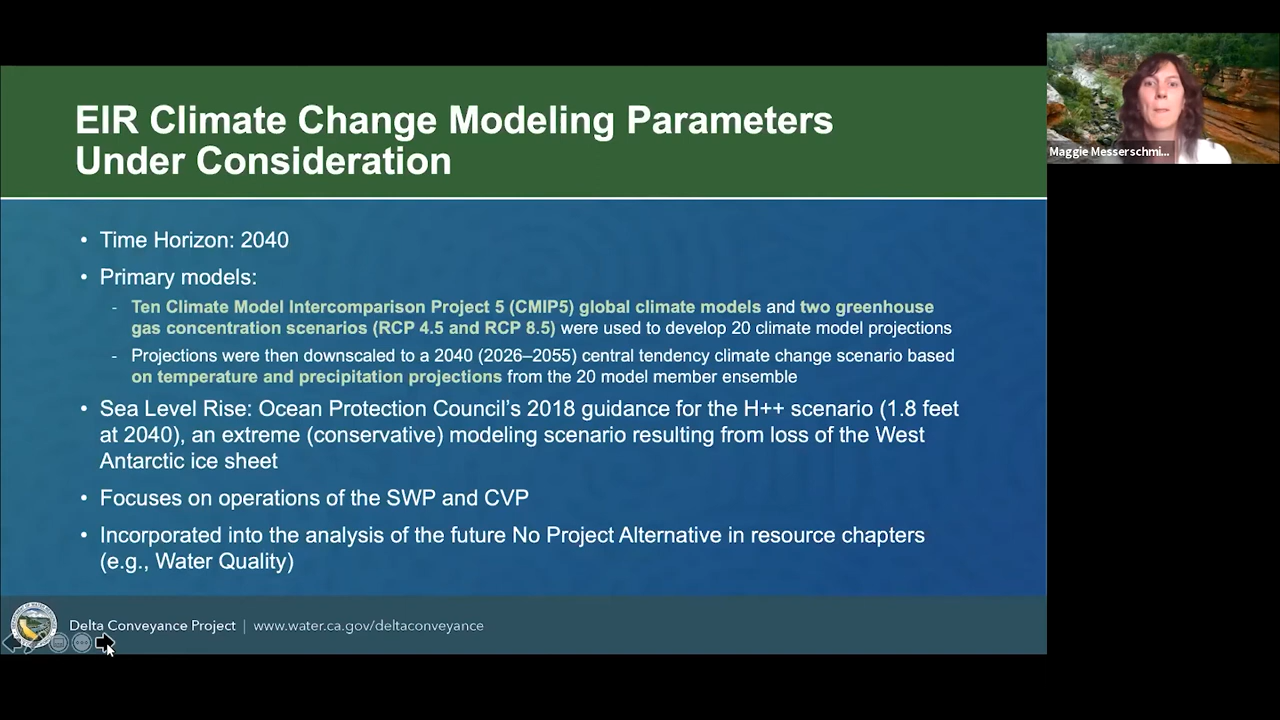 EIR Climate Change Modeling Parameters
Under Consideration
Maggie Messerschmi...
• Time Horizon: 2040
• Primary models:
- Ten Climate Model Intercomparison Project 5 (CMIP5) global climate models and two greenhouse
gas concentration scenarios (RCP 4.5 and RCP 8.5) were used to develop 20 climate model projections
- Projections were then downscaled to a 2040 (2026–2055) central tendency climate change scenario based
on temperature and precipitation projections from the 20 model member ensemble
• Sea Level Rise: Ocean Protection Council's 2018 guidance for the H++ scenario (1.8 feet
at 2040), an extreme (conservative) modeling scenario resulting from loss of the West
Antarctic ice sheet
• Focuses on operations of the SWP and CVP
• Incorporated into the analysis of the future No Project Alternative in resource chapters
(e.g., Water Quality)
Delta Conveyance Project | www.water.ca.gov/deltaconveyance